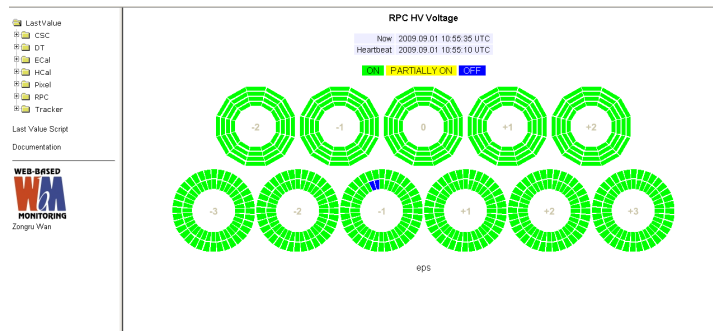 LastValue
CSC
DT
ECal
HCal
Pixel
RPC
Tracker
Last Value Script
Documentation
WEB-BASED
WbM
MONITORING
Zongru Wan
RPC HV Voltage
Now 2009.09.01 10:55:35 UTC
Heartbeat 2009.09.01 10:55:10 UTC
ON PARTIALLY ON OFF
-2 -1 0 +1 +2
-3 -2 -1 +1 +2 +3
eps